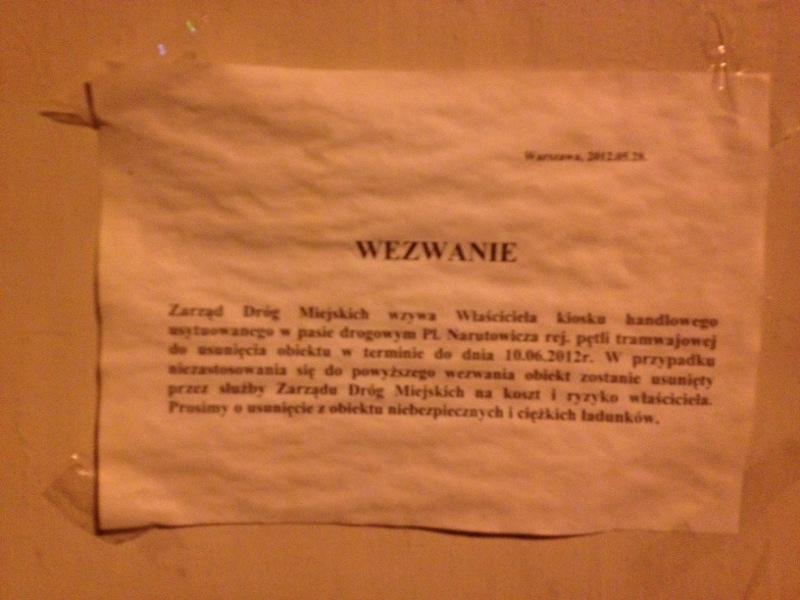 Warszawa, 2012.05.28.
WEZWANIE
Zarząd Dróg Miejskich wzywa Właściciela kiosku handlowego
usytuowanego w pasie drogowym Pl. Narutowicza rej. pętli tramwajowej
do usunięcia obiektu w terminie do dnia 10.06.2012r. W przypadku
niezastosowania się do powyższego wezwania obiekt zostanie usunięty
przez służby Zarządu Dróg Miejskich na koszt i ryzyko właściciela.
Prosimy o usunięcie z obiektu niebezpiecznych i ciężkich ładunków.